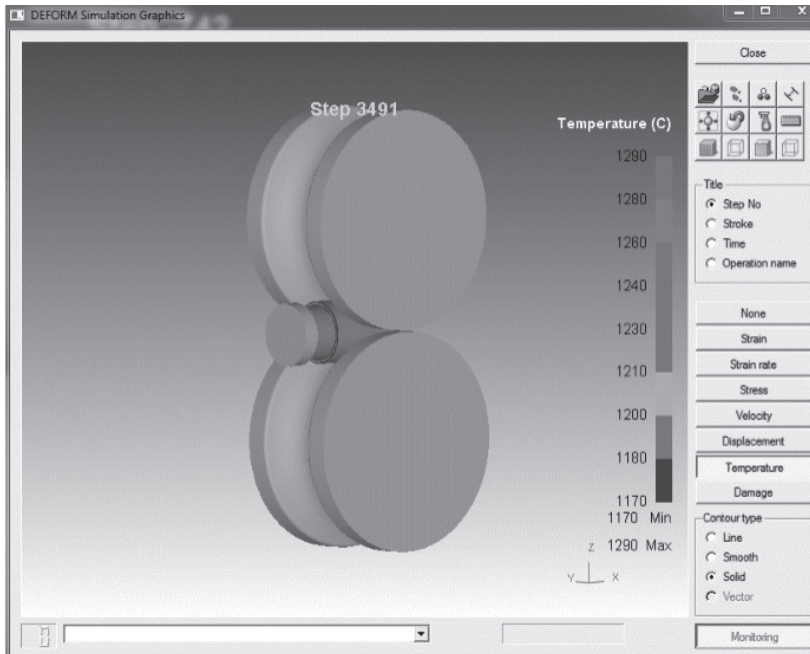 DEFORM Simulation Graphics
Step 3491
Temperature (C)
1290
1280
1260
1240
1230
1210
1200
1180
1170
1170 Min
1290 Max
Z
Y X
Close
Title
Step No
Stroke
Time
Operation name
None
Strain
Strain rate
Stress
Velocity
Displacement
Temperature
Damage
Contour type
Line
Smooth
Solid
Vector
Monitoring